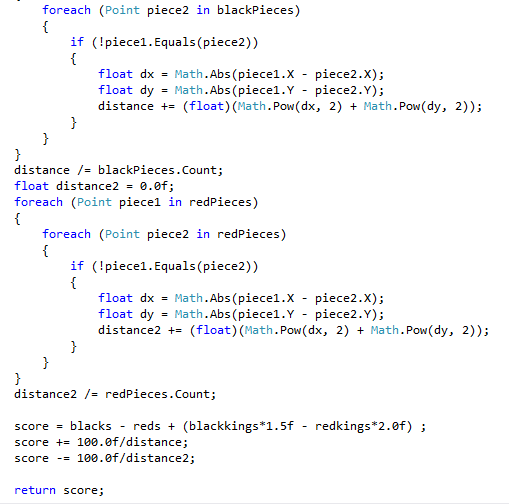 foreach (Point piece2 in blackPieces)
{
if (!piece1.Equals(piece2))
{
float dx = Math.Abs(piece1.X - piece2.X);
float dy = Math.Abs(piece1.Y - piece2.Y);
distance += (float)(Math.Pow(dx, 2) + Math.Pow(dy, 2));
}
}
}
distance /= blackPieces.Count;
float distance2 = 0.0f;
foreach (Point piece1 in redPieces)
{
foreach (Point piece2 in redPieces)
{
if (!piece1.Equals(piece2))
{
float dx = Math.Abs(piece1.X - piece2.X);
float dy = Math.Abs(piece1.Y - piece2.Y);
distance2 += (float)(Math.Pow(dx, 2) + Math.Pow(dy, 2));
}
}
}
distance2 /= redPieces.Count;
score = blacks - reds + (blackkings*1.5f - redkings*2.0f) ;
score += 100.0f/distance;
score -= 100.0f/distance2;
return score;